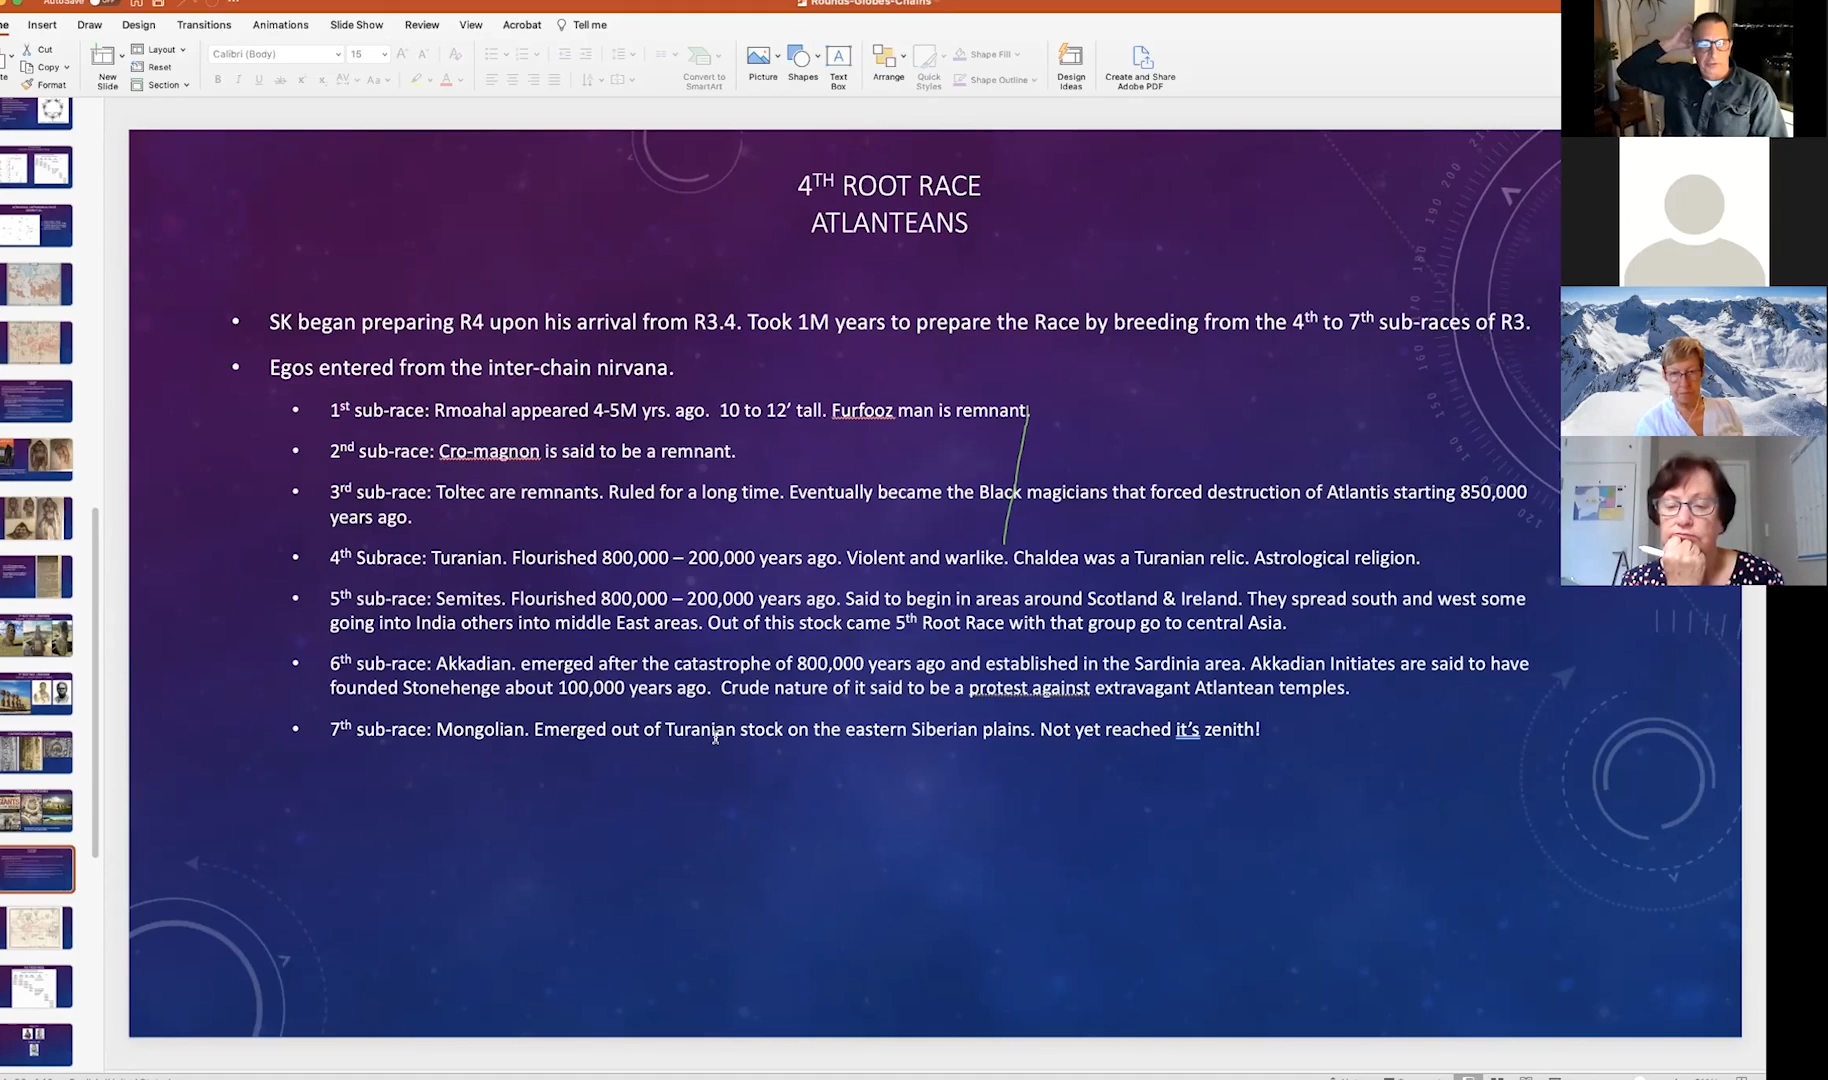 AutoSave
OFF
Rounds-Globes-Chains
Insert Draw Design Transitions Animations Slide Show Review View Acrobat Tell me
Cut
Copy
Format
New Slide
Layout
Reset
Section
Calibri (Body) 15
Convert to SmartArt
Picture
Shapes
Text Box
Arrange
Quick Styles
Shape Fill
Shape Outline
Design Ideas
Create and Share Adobe PDF
4TH ROOT RACE
ATLANTEANS
• SK began preparing R4 upon his arrival from R3.4. Took 1M years to prepare the Race by breeding from the 4th to 7th sub-races of R3.
• Egos entered from the inter-chain nirvana.
• 1st sub-race: Rmoahal appeared 4-5M yrs. ago. 10 to 12’ tall. Furfooz man is remnant.
• 2nd sub-race: Cro-magnon is said to be a remnant.
• 3rd sub-race: Toltec are remnants. Ruled for a long time. Eventually became the Black magicians that forced destruction of Atlantis starting 850,000
years ago.
• 4th Subrace: Turanian. Flourished 800,000 – 200,000 years ago. Violent and warlike. Chaldea was a Turanian relic. Astrological religion.
• 5th sub-race: Semites. Flourished 800,000 – 200,000 years ago. Said to begin in areas around Scotland & Ireland. They spread south and west some
going into India others into middle East areas. Out of this stock came 5th Root Race with that group go to central Asia.
• 6th sub-race: Akkadian. emerged after the catastrophe of 800,000 years ago and established in the Sardinia area. Akkadian Initiates are said to have
founded Stonehenge about 100,000 years ago. Crude nature of it said to be a protest against extravagant Atlantean temples.
• 7th sub-race: Mongolian. Emerged out of Turanian stock on the eastern Siberian plains. Not yet reached it’s zenith!